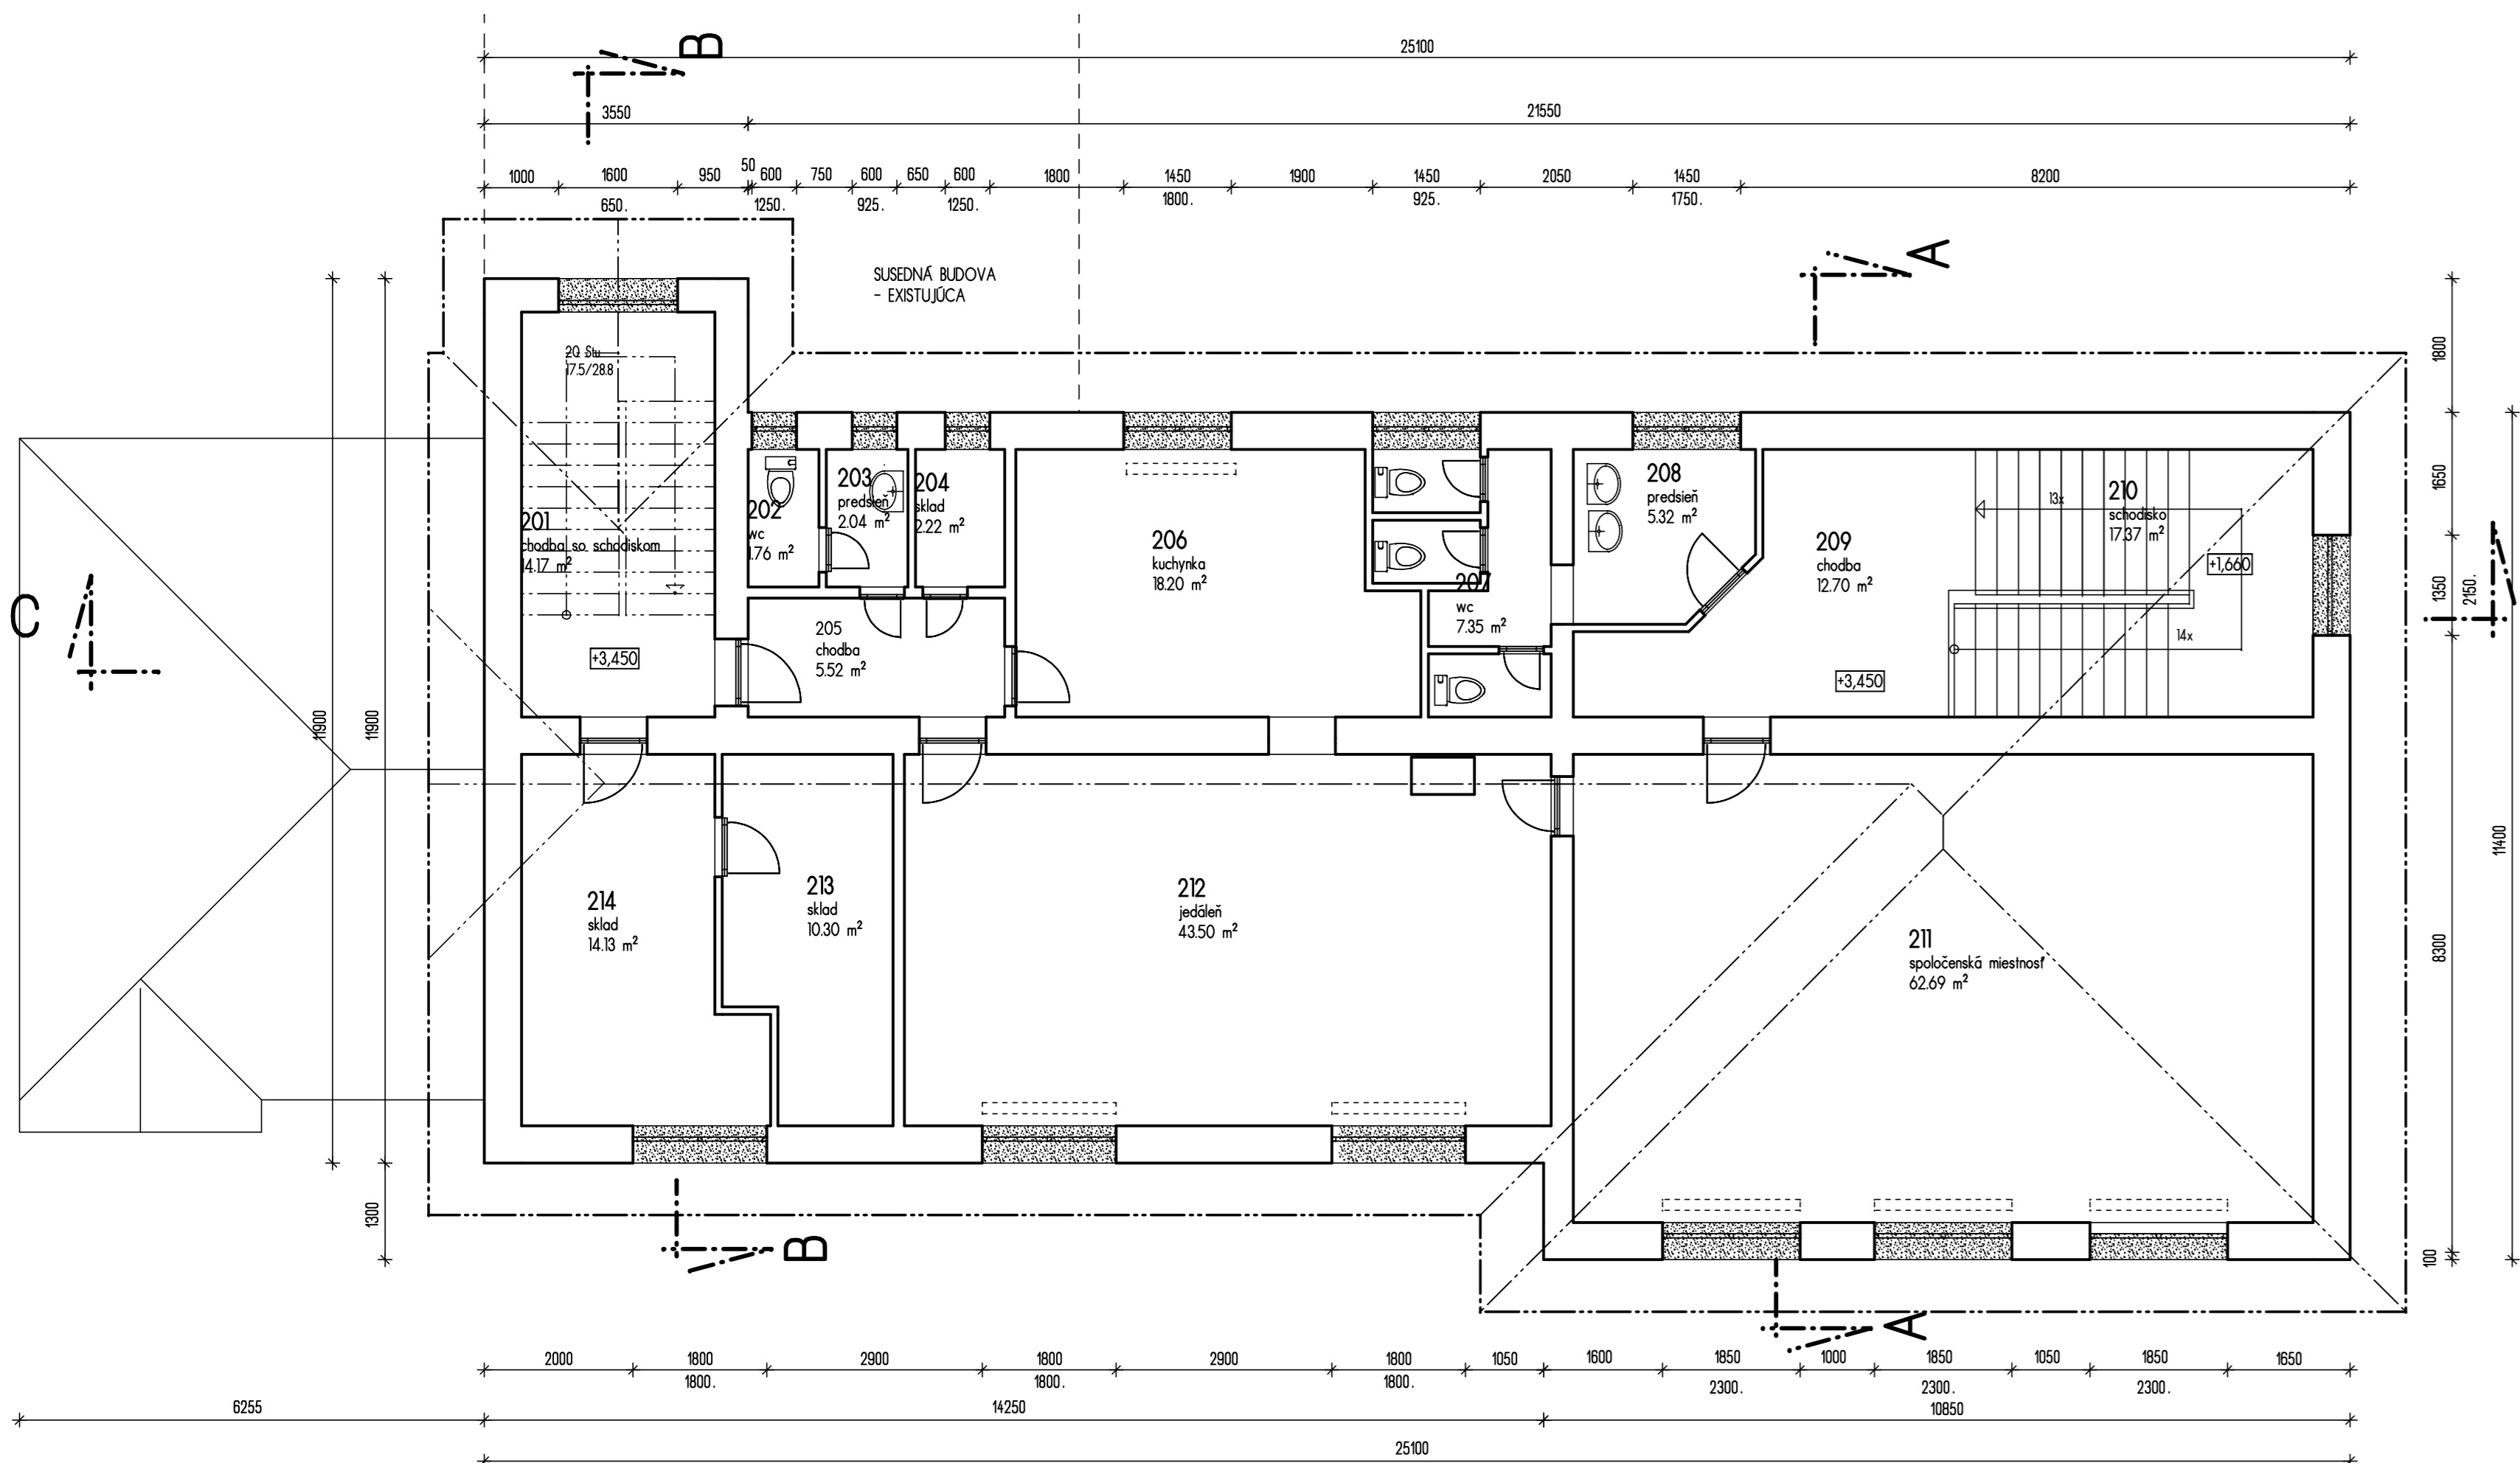 B
25100
3550
21550
1000
1600
950
50
600
750
600
650
600
1800
1450
1900
1450
2050
1450
8200
650.
1250.
925.
1250.
1800.
925.
1750.
A
SUSEDNÁ BUDOVA
- EXISTUJÚCA
20 Stu
17.5/28.8
1800
201
chodba so schodiskom
14.17 m²
202
wc
1.76 m²
203
predsieň
2.04 m²
204
sklad
2.22 m²
206
kuchynka
18.20 m²
208
predsieň
5.32 m²
209
chodba
12.70 m²
13x
210
schodisko
17.37 m²
+1,660
14x
1650
1350
2150.
207
wc
7.35 m²
205
chodba
5.52 m²
+3,450
+3,450
C
11900
11900
11400
214
sklad
14.13 m²
213
sklad
10.30 m²
212
jedáleň
43.50 m²
211
spoločenská miestnosť
62.69 m²
8300
1300
100
B
A
2000
1800
2900
1800
2900
1800
1050
1600
1850
1000
1850
1050
1850
1650
1800.
1800.
1800.
2300.
2300.
2300.
6255
14250
10850
25100